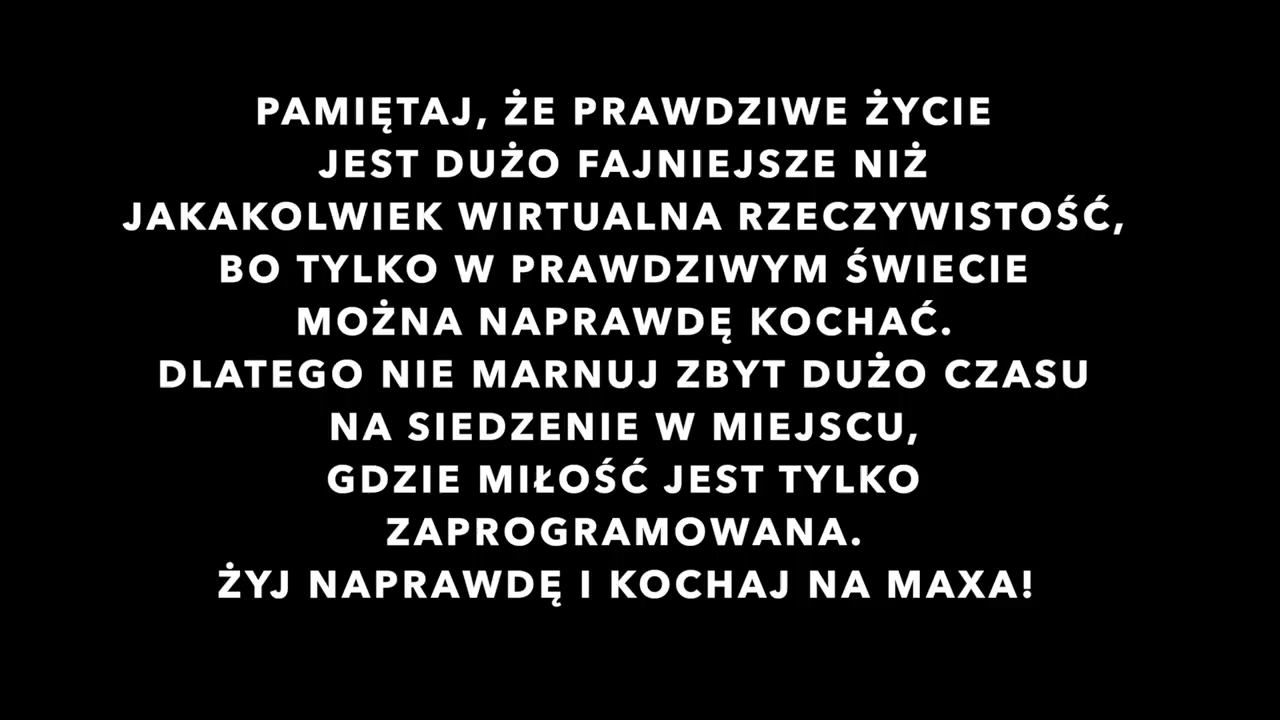 PAMIĘTAJ, ŻE PRAWDZIWE ŻYCIE
JEST DUŻO FAJNIEJSZE NIŻ
JAKAKOLWIEK WIRTUALNA RZECZYWISTOŚĆ,
BO TYLKO W PRAWDZIWYM ŚWIECIE
MOŻNA NAPRAWDĘ KOCHAĆ.
DLATEGO NIE MARNUJ ZBYT DUŻO CZASU
NA SIEDZENIE W MIEJSCU,
GDZIE MIŁOŚĆ JEST TYLKO
ZAPROGRAMOWANA.
ŻYJ NAPRAWDĘ I KOCHAJ NA MAXA!